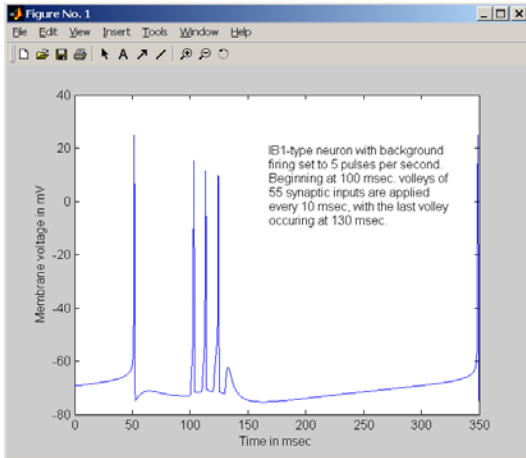 Figure No. 1
File Edit View Insert Tools Window Help
A
40
20
0
-20
-40
-60
-80
Membrane voltage in mV
IB1-type neuron with background
firing set to 5 pulses per second.
Beginning at 100 msec. volleys of
55 synaptic inputs are applied
every 10 msec, with the last volley
occuring at 130 msec.
0 50 100 150 200 250 300 350
Time in msec